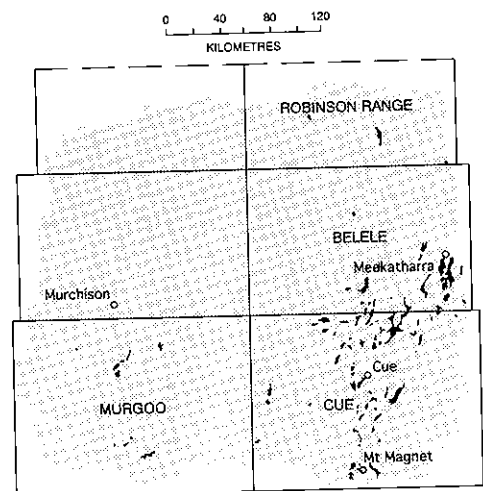 0 40 80 120
KILOMETRES
ROBINSON RANGE
BELELE
Meekatharra
Murchison
Cue
MURGOO
CUE
Mt Magnet